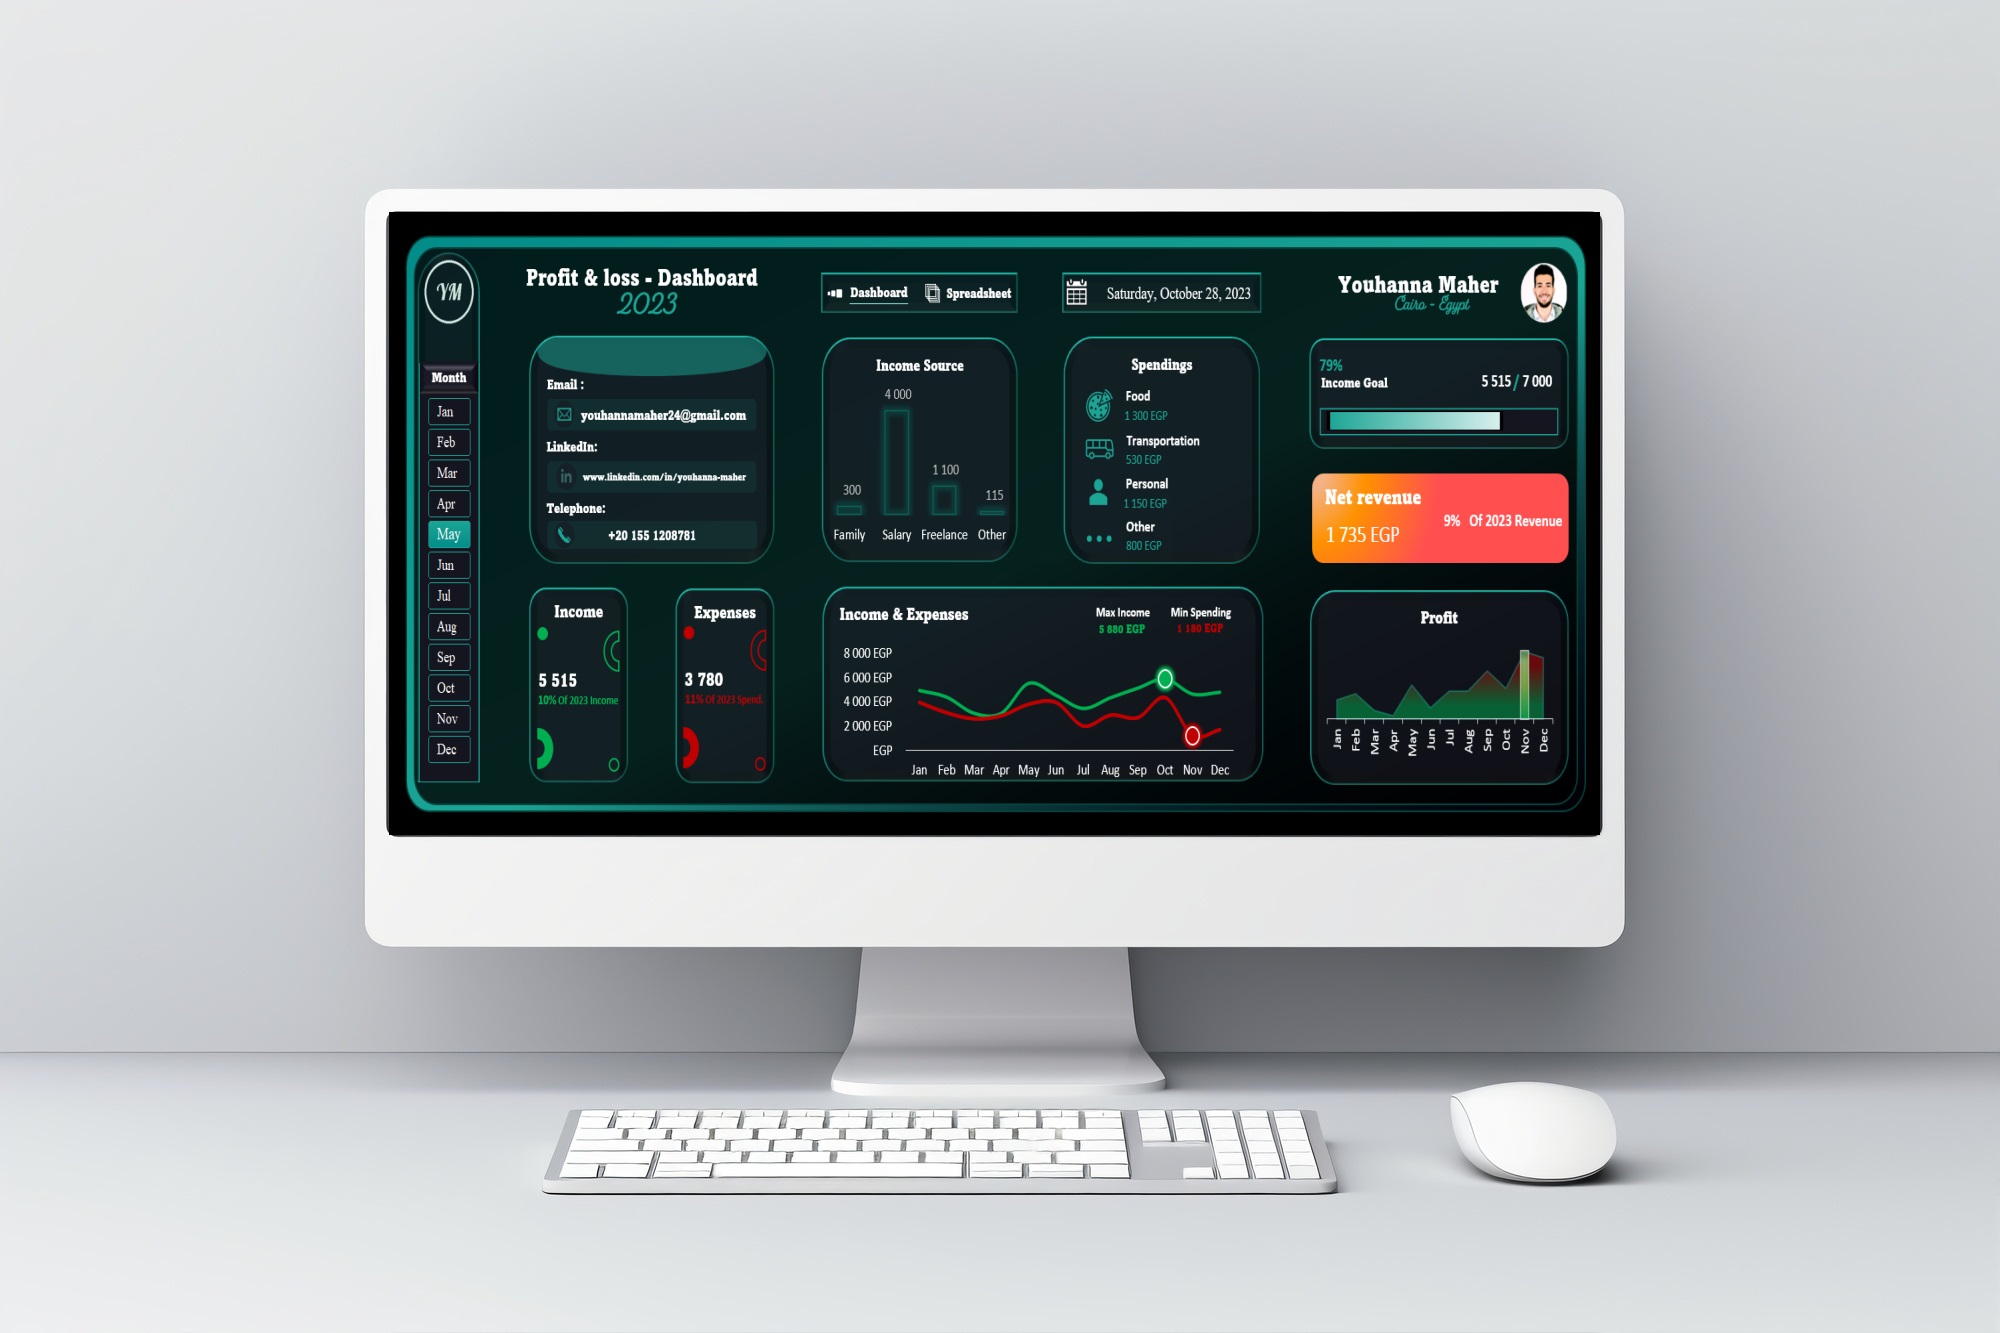 YM
Profit & loss - Dashboard
2023
Dashboard
Spreadsheet
Saturday, October 28, 2023
Youhanna Maher
Cairo - Egypt
Month
Jan
Feb
Mar
Apr
May
Jun
Jul
Aug
Sep
Oct
Nov
Dec
Email :
youhannamaher24@gmail.com
LinkedIn:
in
www.linkedin.com/in/youhanna-maher
Telephone:
+20 155 1208781
Income Source
4 000
1 100
300
115
Family Salary Freelance Other
Spendings
Food
1 300 EGP
Transportation
530 EGP
Personal
1 150 EGP
Other
800 EGP
79%
Income Goal
5 515 / 7 000
Net revenue
1 735 EGP
9% Of 2023 Revenue
Income
5 515
10% Of 2023 Income
Expenses
3 780
11% Of 2023 Spend.
Income & Expenses
Max Income
5 880 EGP
Min Spending
1 180 EGP
8 000 EGP
6 000 EGP
4 000 EGP
2 000 EGP
EGP
Jan Feb Mar Apr May Jun Jul Aug Sep Oct Nov Dec
Profit
Jan Feb Mar Apr May Jun Jul Aug Sep Oct Nov Dec